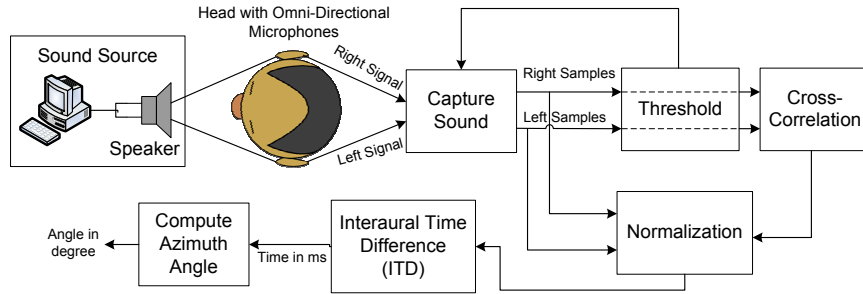 Sound Source
Speaker
Head with Omni-Directional
Microphones
Right Signal
Left Signal
Capture
Sound
Right Samples
Left Samples
Threshold
Cross-
Correlation
Normalization
Interaural Time
Difference
(ITD)
Time in ms
Compute
Azimuth
Angle
Angle in
degree